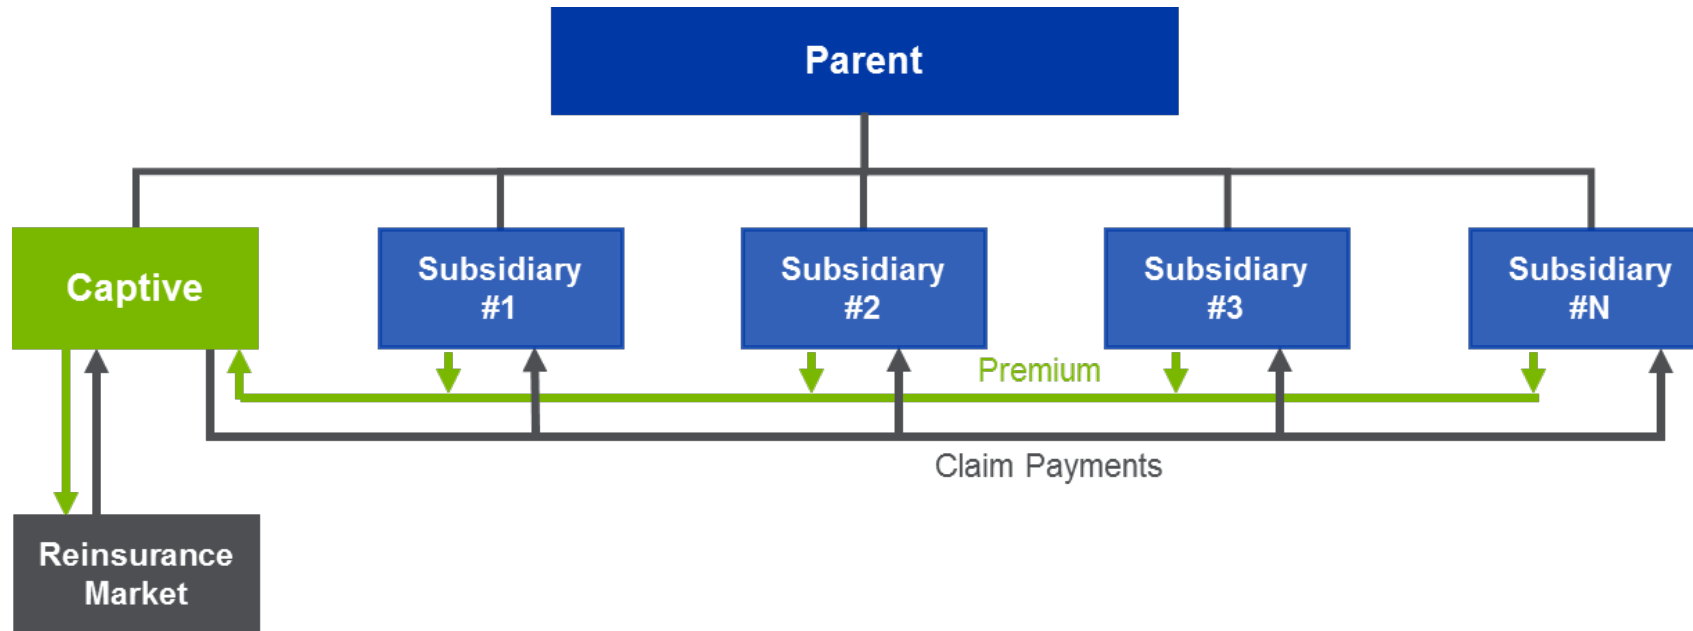 Parent
Captive
Subsidiary
#1
Subsidiary
#2
Subsidiary
#3
Subsidiary
#N
Premium
Claim Payments
Reinsurance
Market